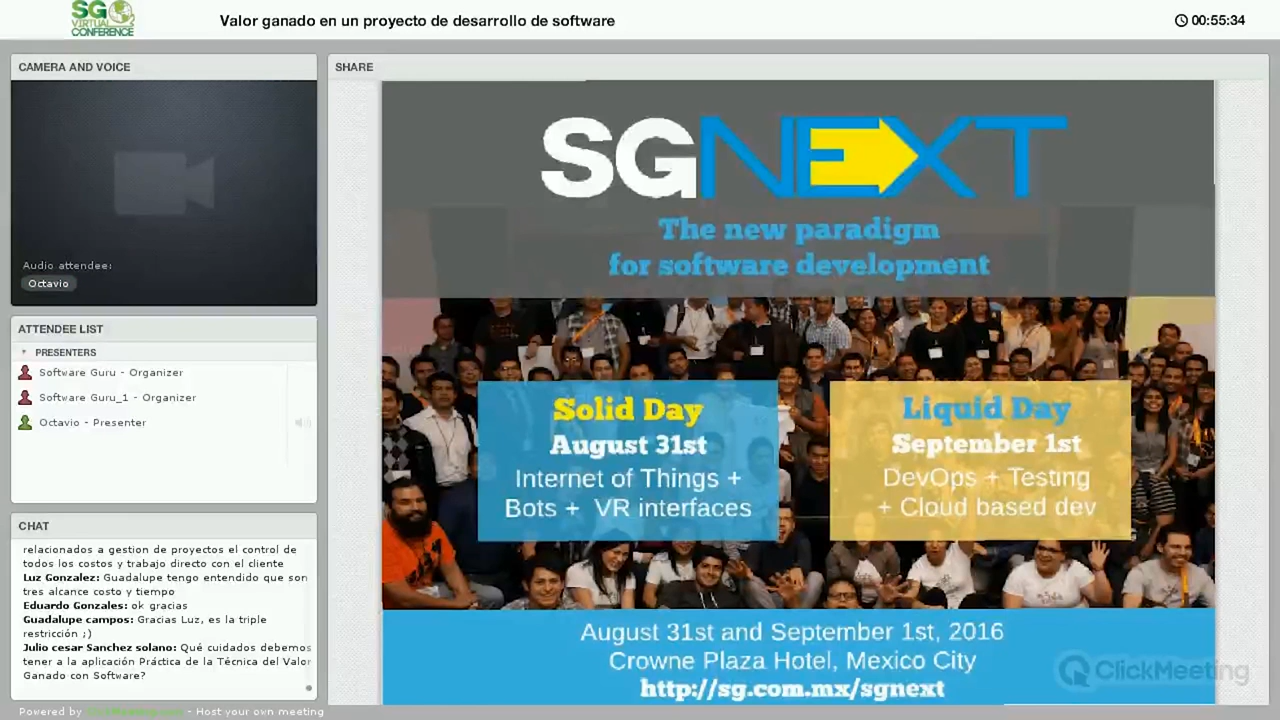 SG
VIRTUAL
CONFERENCE
Valor ganado en un proyecto de desarrollo de software
00:55:34
CAMERA AND VOICE
Audio attendee:
Octavio
ATTENDEE LIST
PRESENTERS
Software Guru - Organizer
Software Guru_1 - Organizer
Octavio - Presenter
CHAT
relacionados a gestion de proyectos el control de
todos los costos y trabajo directo con el cliente
Luz Gonzalez: Guadalupe tengo entendido que son
tres alcance costo y tiempo
Eduardo Gonzales: ok gracias
Guadalupe campos: Gracias Luz, es la triple
restricción ;)
Julio cesar Sanchez solano: Qué cuidados debemos
tener a la aplicación Práctica de la Técnica del Valor
Ganado con Software?
Powered by ClickMeeting.com - Host your own meeting
SHARE
SGNEXT
The new paradigm
for software development
Solid Day
August 31st
Internet of Things +
Bots + VR interfaces
Liquid Day
September 1st
DevOps + Testing
+ Cloud based dev
August 31st and September 1st, 2016
Crowne Plaza Hotel, Mexico City
http://sg.com.mx/sgnext
ClickMeeting